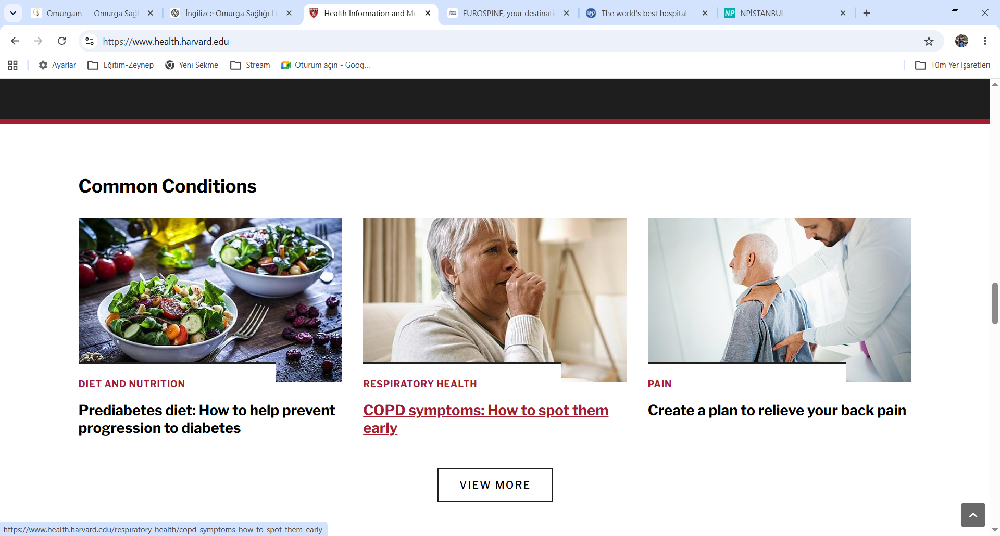 Omurgam — Omurga Sağl
İngilizce Omurga Sağlığı Li
Health Information and Me
EUROSPINE, your destinati
The world's best hospital -
NP NPİSTANBUL
https://www.health.harvard.edu
Ayarlar
Eğitim-Zeynep
Yeni Sekme
Stream
Oturum açın - Goog...
Tüm Yer İşaretleri
Common Conditions
DIET AND NUTRITION
Prediabetes diet: How to help prevent
progression to diabetes
RESPIRATORY HEALTH
COPD symptoms: How to spot them
early
PAIN
Create a plan to relieve your back pain
VIEW MORE
https://www.health.harvard.edu/respiratory-health/copd-symptoms-how-to-spot-them-early